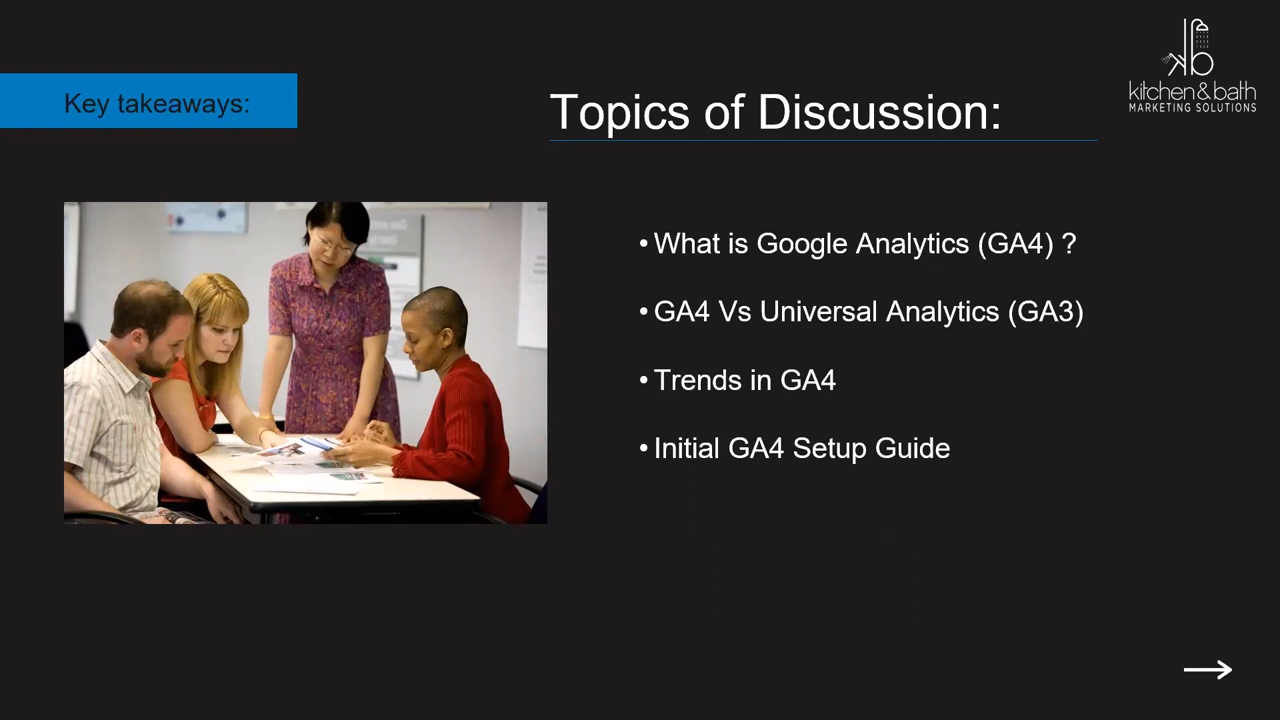 Key takeaways:
Topics of Discussion:
kb
kitchen&bath
MARKETING SOLUTIONS
• What is Google Analytics (GA4) ?
• GA4 Vs Universal Analytics (GA3)
• Trends in GA4
• Initial GA4 Setup Guide